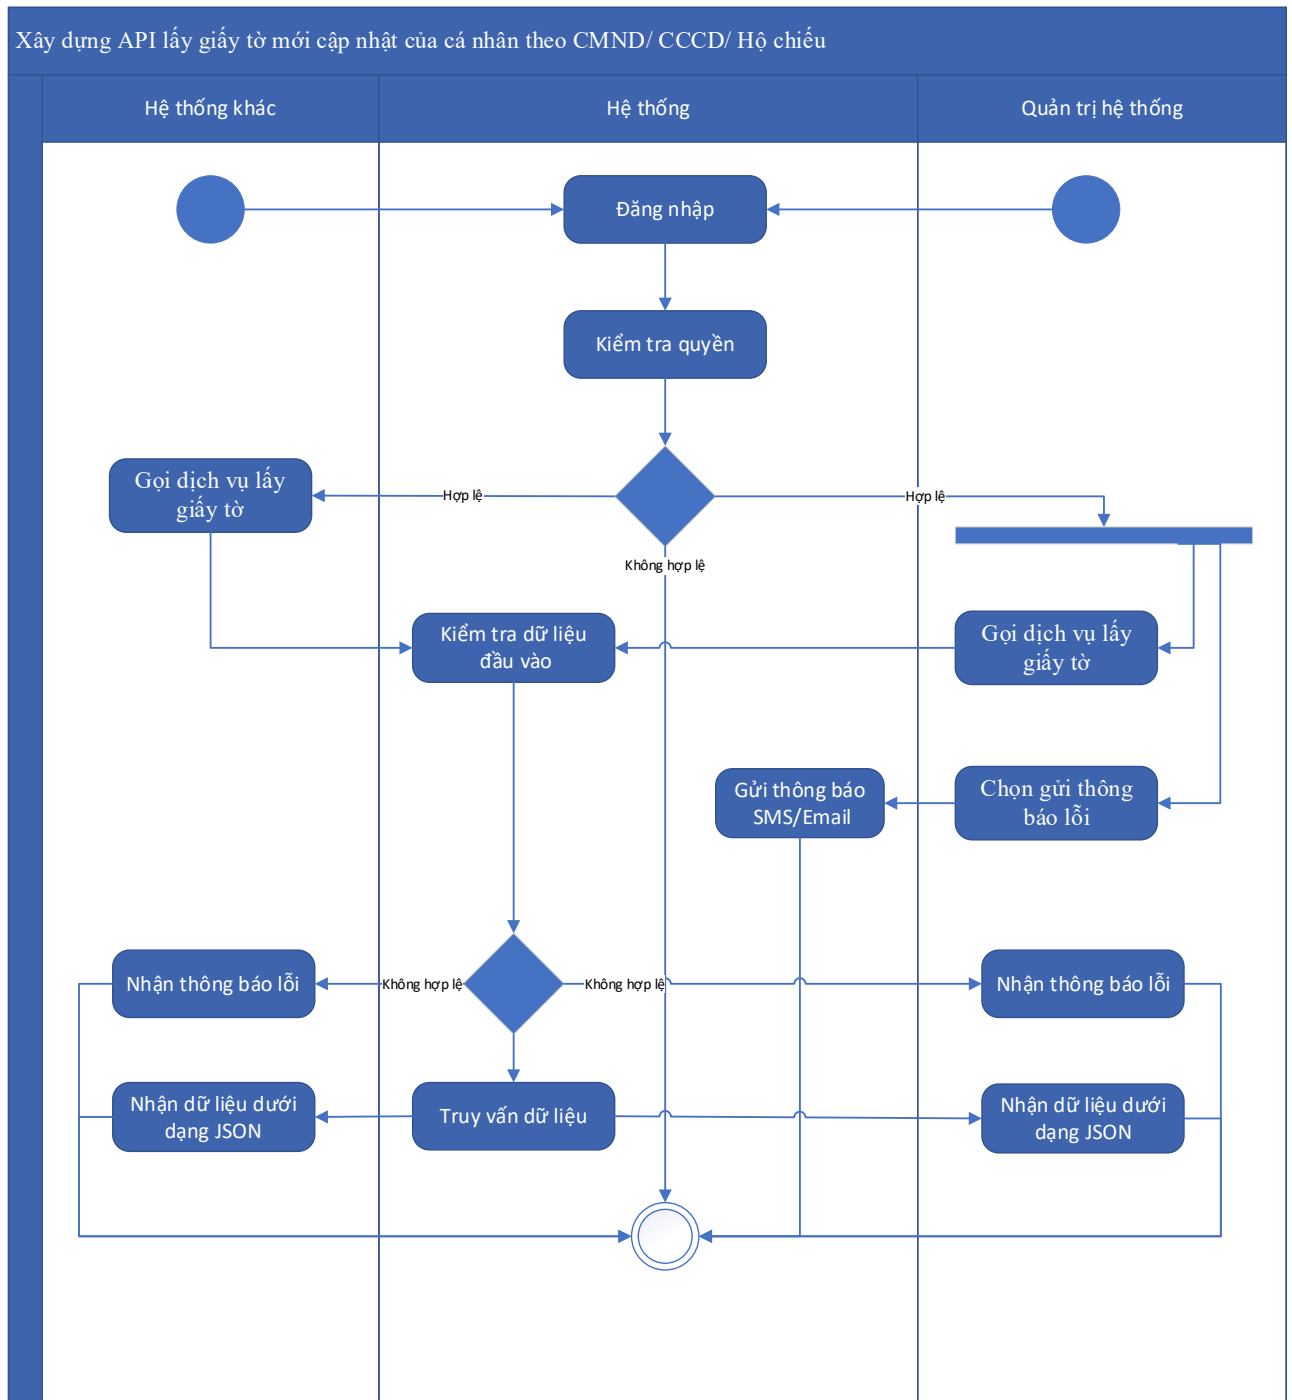 Xây dựng API lấy giấy tờ mới cập nhật của cá nhân theo CMND/ CCCD/ Hộ chiếu
Hệ thống khác
Hệ thống
Quản trị hệ thống
Đăng nhập
Kiểm tra quyền
Gọi dịch vụ lấy
giấy tờ
Hợp lệ
Hợp lệ
Không hợp lệ
Kiểm tra dữ liệu
đầu vào
Gọi dịch vụ lấy
giấy tờ
Gửi thông báo
SMS/Email
Chọn gửi thông
báo lỗi
Nhận thông báo lỗi
Không hợp lệ
Không hợp lệ
Nhận thông báo lỗi
Nhận dữ liệu dưới
dạng JSON
Truy vấn dữ liệu
Nhận dữ liệu dưới
dạng JSON